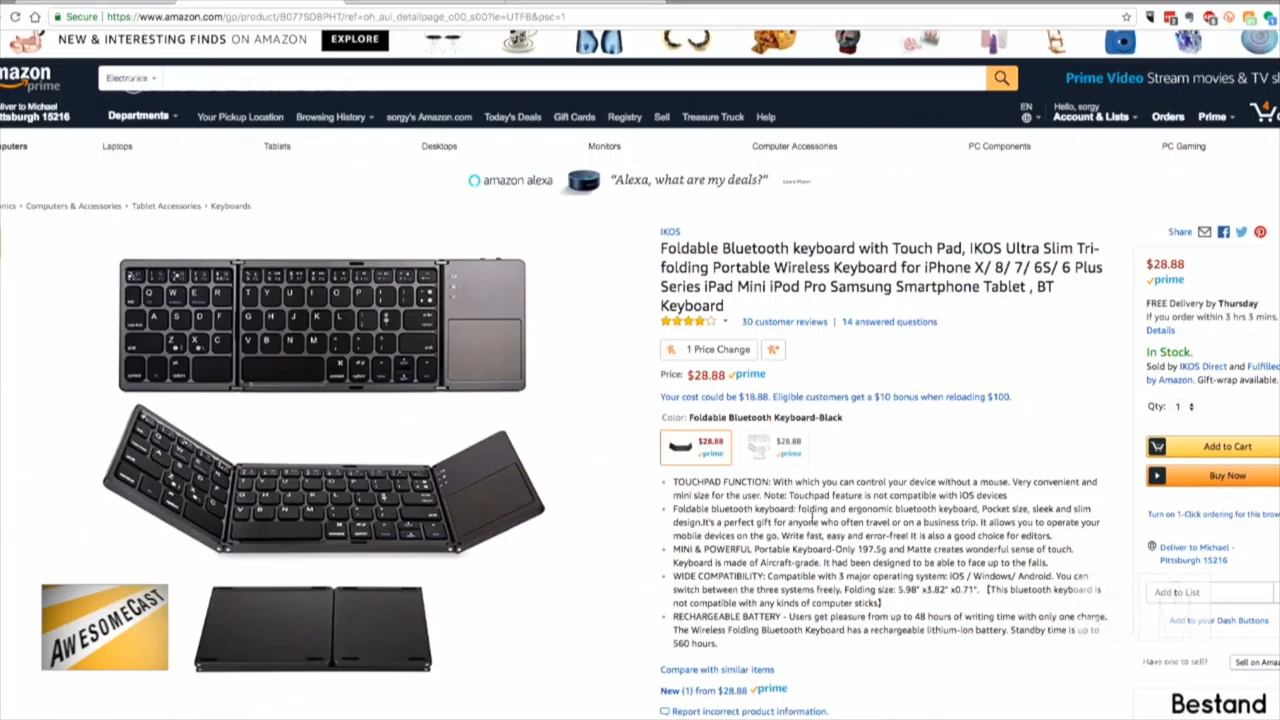 Secure | https://www.amazon.com/gp/product/B077SD8PHT/ref=oh_aui_detailpage_o00_s00?ie=UTF8&psc=1
NEW & INTERESTING FINDS ON AMAZON EXPLORE
mazon
prime
Electronics
Prime Video Stream movies & TV s
liver to Michael
ttsburgh 15216
Departments
Your Pickup Location
Browsing History
sorgy's Amazon.com
Today's Deals
Gift Cards
Registry
Sell
Treasure Truck
Help
EN
Hello, sorgy
Account & Lists
Orders
Prime
4
puters
Laptops
Tablets
Desktops
Monitors
Computer Accessories
PC Components
PC Gaming
amazon alexa
"Alexa, what are my deals?"
Learn More
nics › Computers & Accessories › Tablet Accessories › Keyboards
IKOS
Share
Foldable Bluetooth keyboard with Touch Pad, IKOS Ultra Slim Tri-
folding Portable Wireless Keyboard for iPhone X/ 8/ 7/ 6S/ 6 Plus
Series iPad Mini iPod Pro Samsung Smartphone Tablet , BT
Keyboard
30 customer reviews | 14 answered questions
1 Price Change
Price: $28.88 prime
Your cost could be $18.88. Eligible customers get a $10 bonus when reloading $100.
Color: Foldable Bluetooth Keyboard-Black
$28.88
prime
$28.88
prime
• TOUCHPAD FUNCTION: With which you can control your device without a mouse. Very convenient and
mini size for the user. Note: Touchpad feature is not compatible with iOS devices
• Foldable bluetooth keyboard: folding and ergonomic bluetooth keyboard, Pocket size, sleek and slim
design.It's a perfect gift for anyone who often travel or on a business trip. It allows you to operate your
mobile devices on the go. Write fast, easy and error-free! It is also a good choice for editors.
• MINI & POWERFUL Portable Keyboard-Only 197.5g and Matte creates wonderful sense of touch.
Keyboard is made of Aircraft-grade. It had been designed to be able to face up to the falls.
• WIDE COMPATIBILITY: Compatible with 3 major operating system: iOS / Windows/ Android. You can
switch between the three systems freely. Folding size: 5.98" x3.82" x0.71". 【This bluetooth keyboard is
not compatible with any kinds of computer sticks】
• RECHARGEABLE BATTERY - Users get pleasure from up to 48 hours of writing time with only one charge.
The Wireless Folding Bluetooth Keyboard has a rechargeable lithium-ion battery. Standby time is up to
560 hours.
Compare with similar items
New (1) from $28.88 prime
Report incorrect product information.
$28.88
prime
FREE Delivery by Thursday
if you order within 3 hrs 3 mins.
Details
In Stock.
Sold by IKOS Direct and Fulfilled
by Amazon. Gift-wrap available.
Qty: 1
Add to Cart
Buy Now
Turn on 1-Click ordering for this brow
Deliver to Michael -
Pittsburgh 15216
Add to List
Add to your Dash Buttons
Have one to sell?
Sell on Ama
AWESOMECAST
Bestand